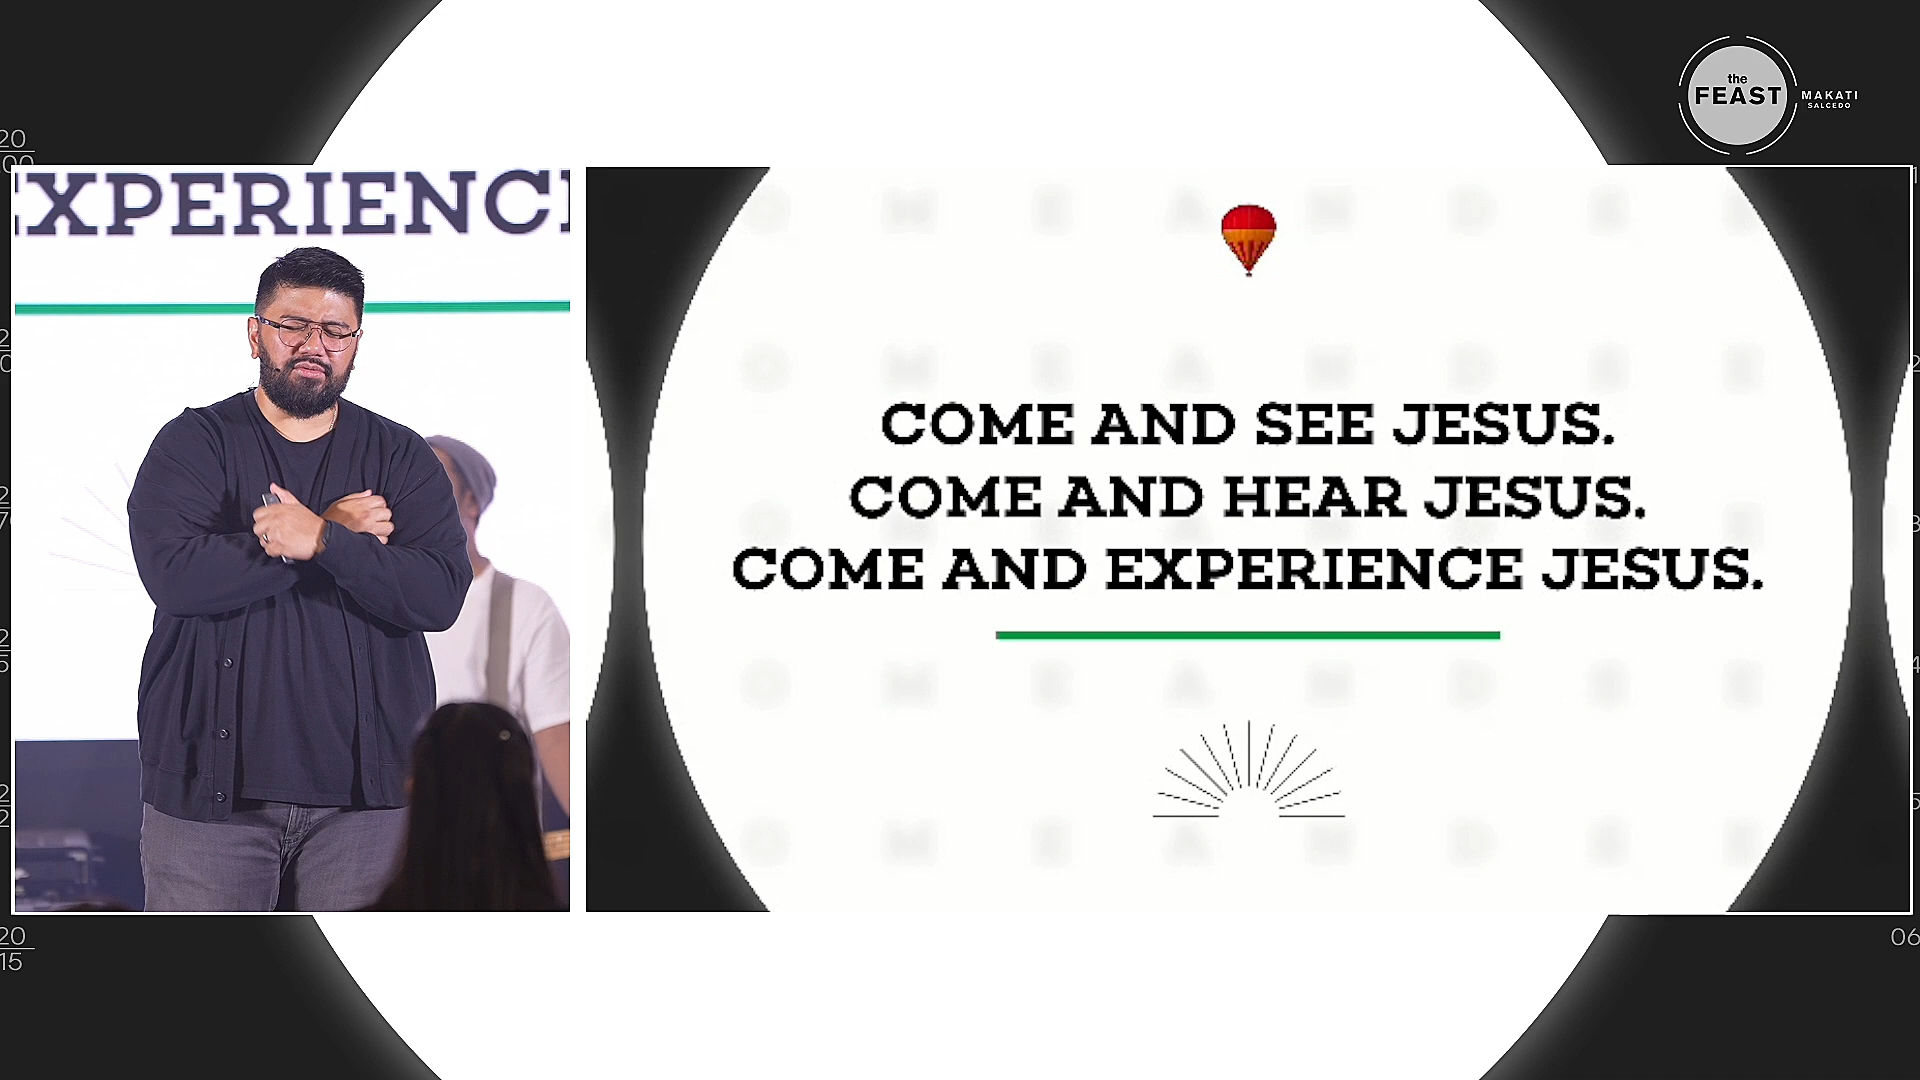 the
FEAST
MAKATI
SALCEDO
20
XPERIENC
COME AND SEE JESUS.
COME AND HEAR JESUS.
COME AND EXPERIENCE JESUS.
20
15
06